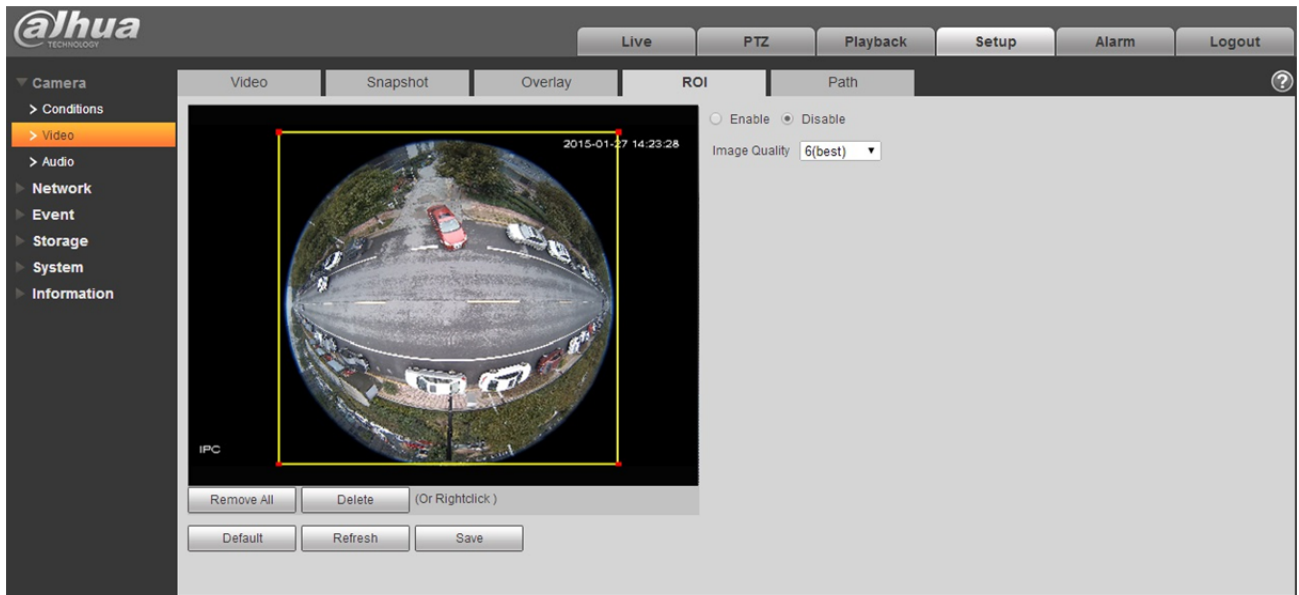 alhua
TECHNOLOGY
Live PTZ Playback Setup Alarm Logout
Camera
> Conditions
> Video
> Audio
Network
Event
Storage
System
Information
Video Snapshot Overlay ROI Path
?
2015-01-27 14:23:28
IPC
Enable Disable
Image Quality 6(best)
Remove All Delete (Or Rightclick )
Default Refresh Save